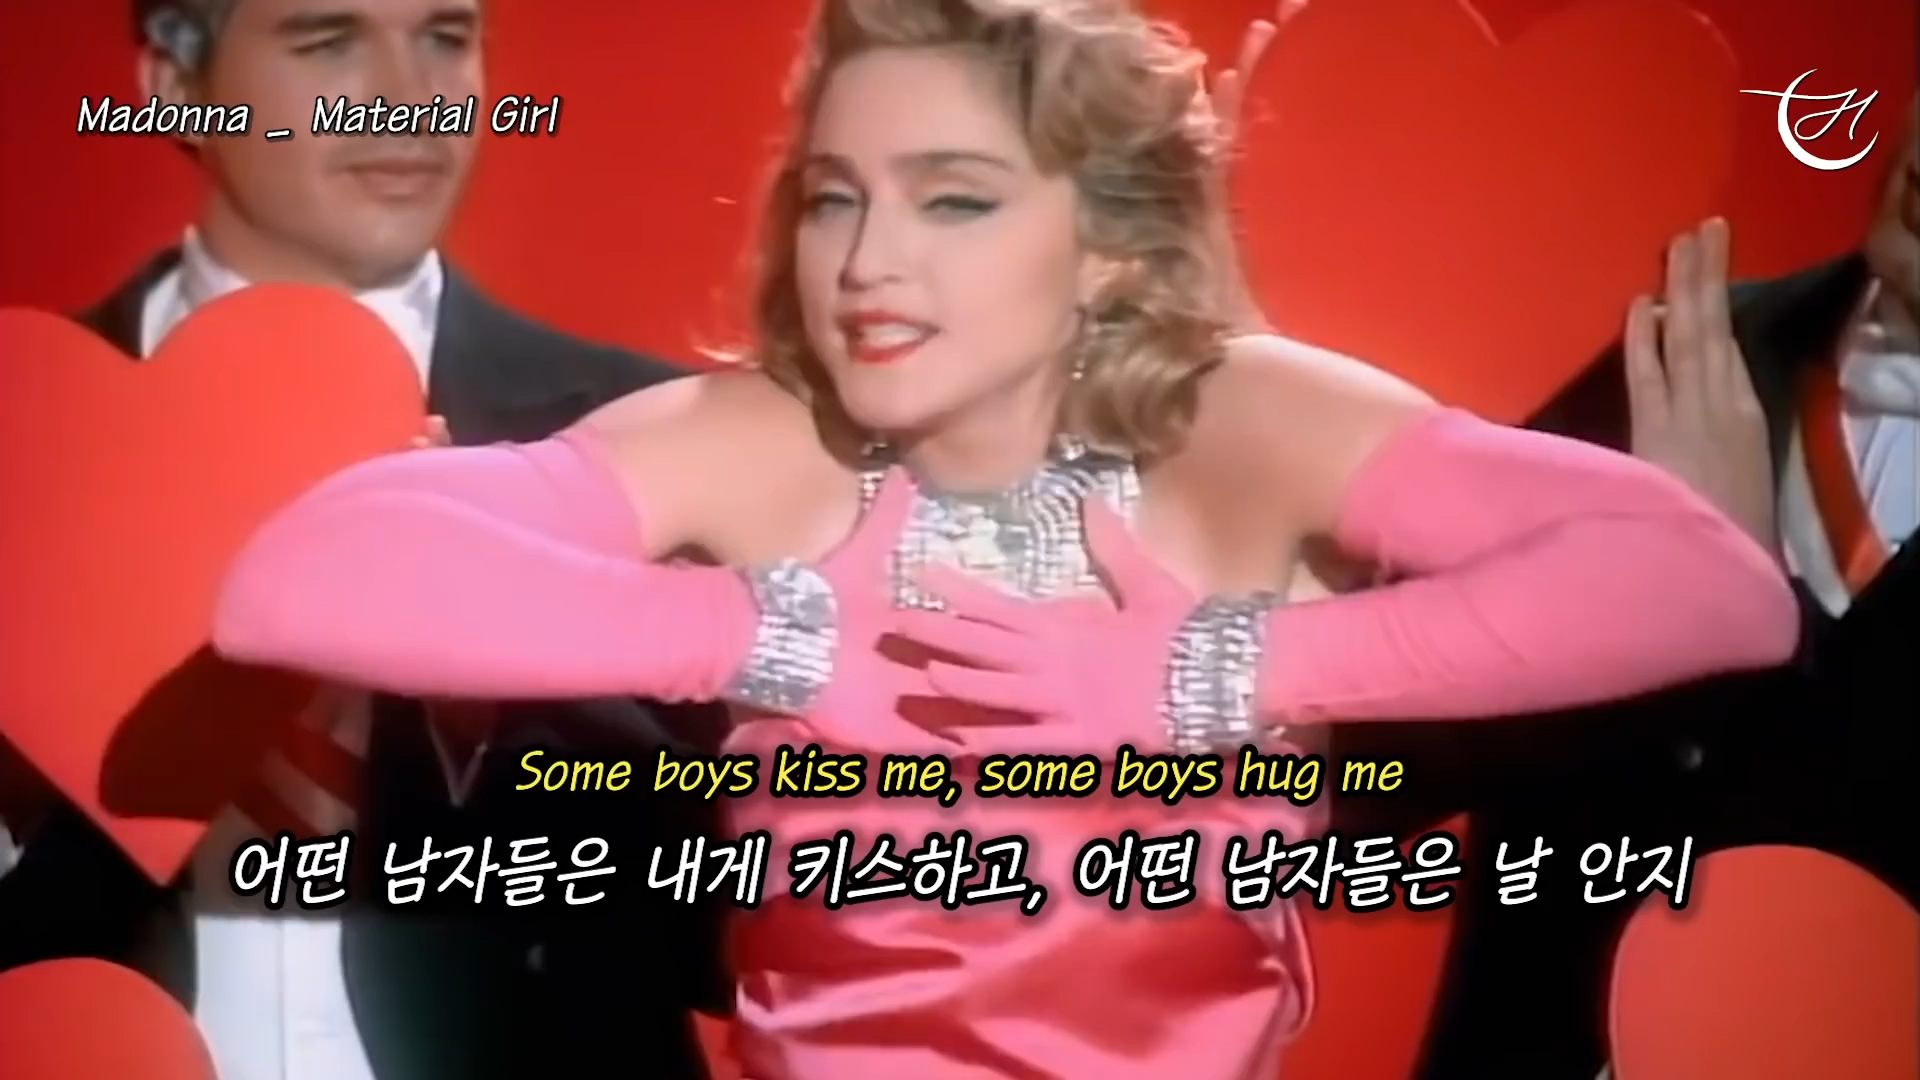 Madonna _ Material Girl
Some boys kiss me, some boys hug me
어떤 남자들은 내게 키스하고, 어떤 남자들은 날 안지